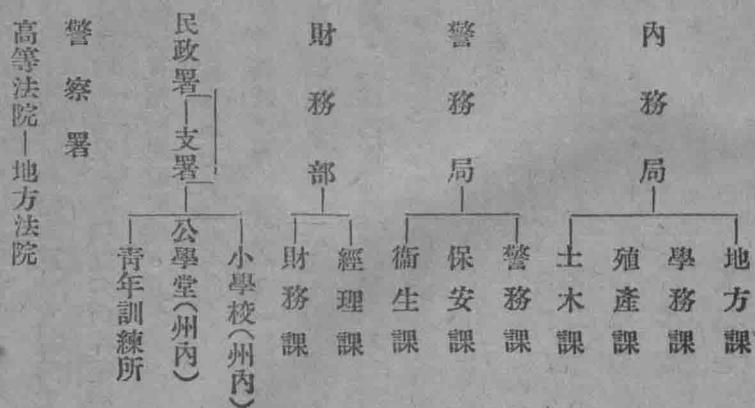 內務局
地方課
學務課
殖產課
土木課
警務局
警務課
保安課
衞生課
財務部
經理課
財務課
民政署—支署
小學校(州內)
公學堂(州內)
青年訓練所
警察署
高等法院—地方法院